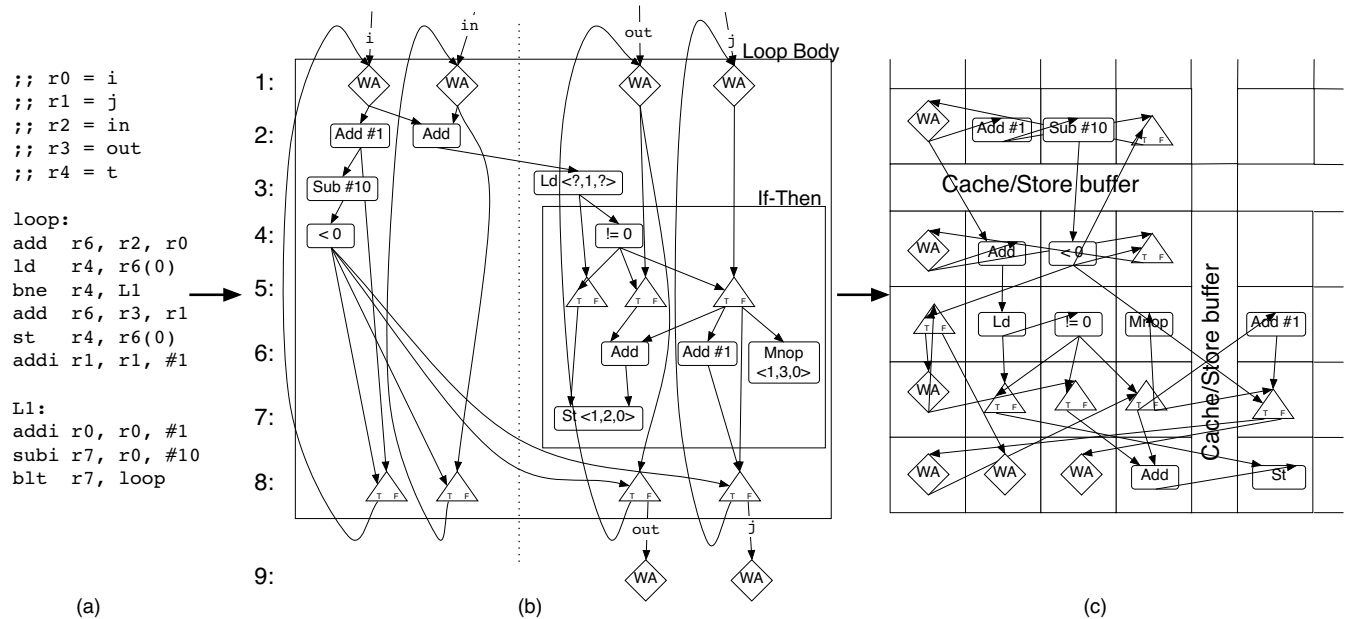 ;; r0 = i
;; r1 = j
;; r2 = in
;; r3 = out
;; r4 = t
loop:
add r6, r2, r0
ld r4, r6(0)
bne r4, L1
add r6, r3, r1
st r4, r6(0)
addi r1, r1, #1
L1:
addi r0, r0, #1
subi r7, r0, #10
blt r7, loop
(a)
i in out j
Loop Body
1: WA WA WA WA
2: Add #1 Add
3: Sub #10 Ld <?,1,?>
If-Then
4: < 0 != 0
5: T F T F T F
6: Add Add #1 Mnop
<1,3,0>
7: St <1,2,0>
8: T F T F T F T F
out j
9: WA WA
(b)
WA Add #1 Sub #10 T F
Cache/Store buffer
WA Add < 0 T F
T F Ld != 0 Mnop Add #1
Cache/Store buffer
WA T F T F T F T F
WA WA WA Add St
(c)